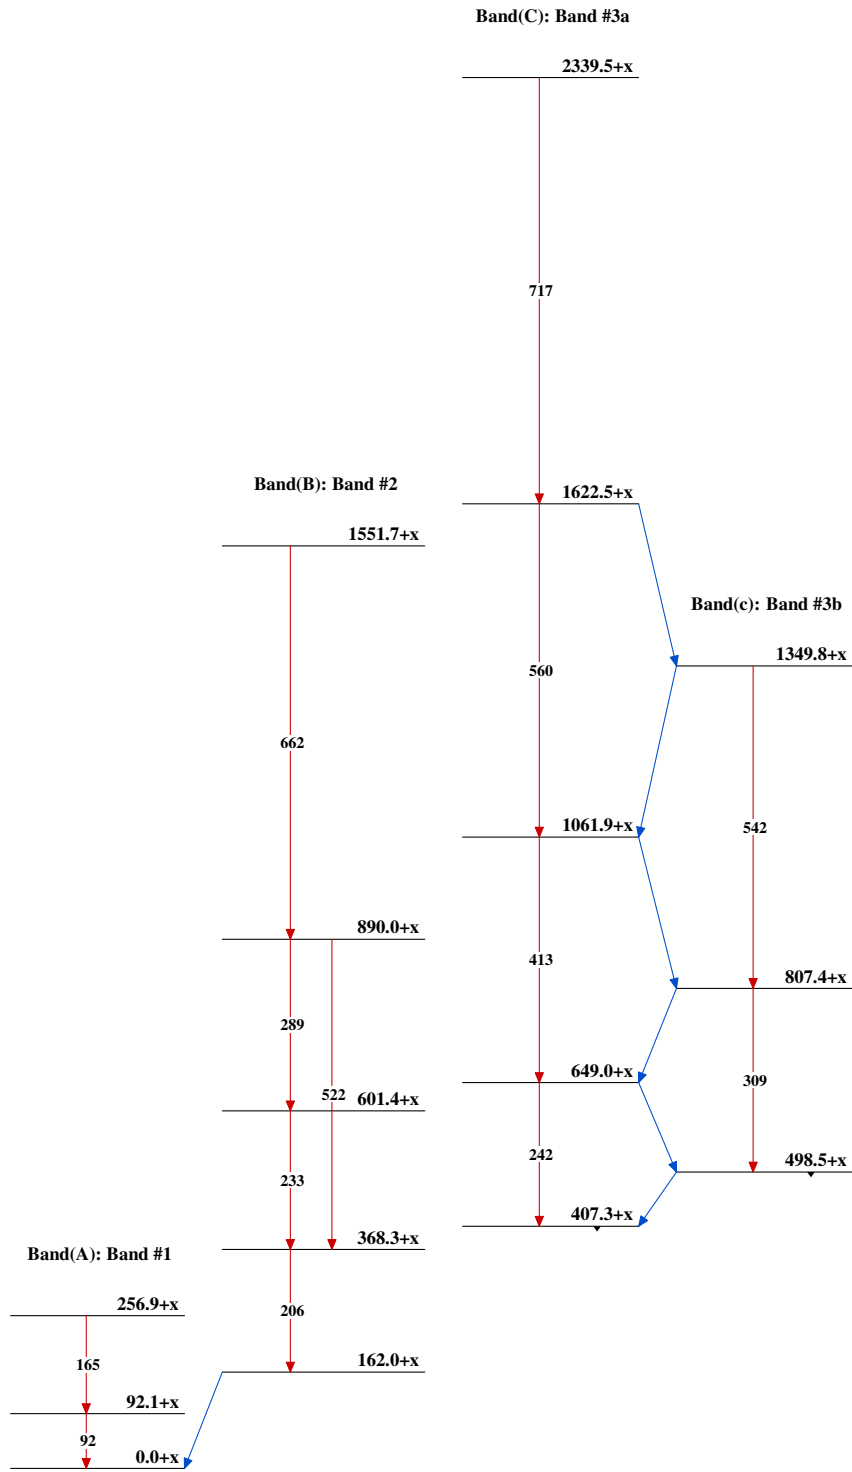 Band(C): Band #3a
2339.5+x
717
1622.5+x
560
1061.9+x
413
649.0+x
242
407.3+x
Band(B): Band #2
1551.7+x
662
890.0+x
289
522
601.4+x
233
368.3+x
206
162.0+x
Band(c): Band #3b
1349.8+x
542
807.4+x
309
498.5+x
Band(A): Band #1
256.9+x
165
92.1+x
92
0.0+x